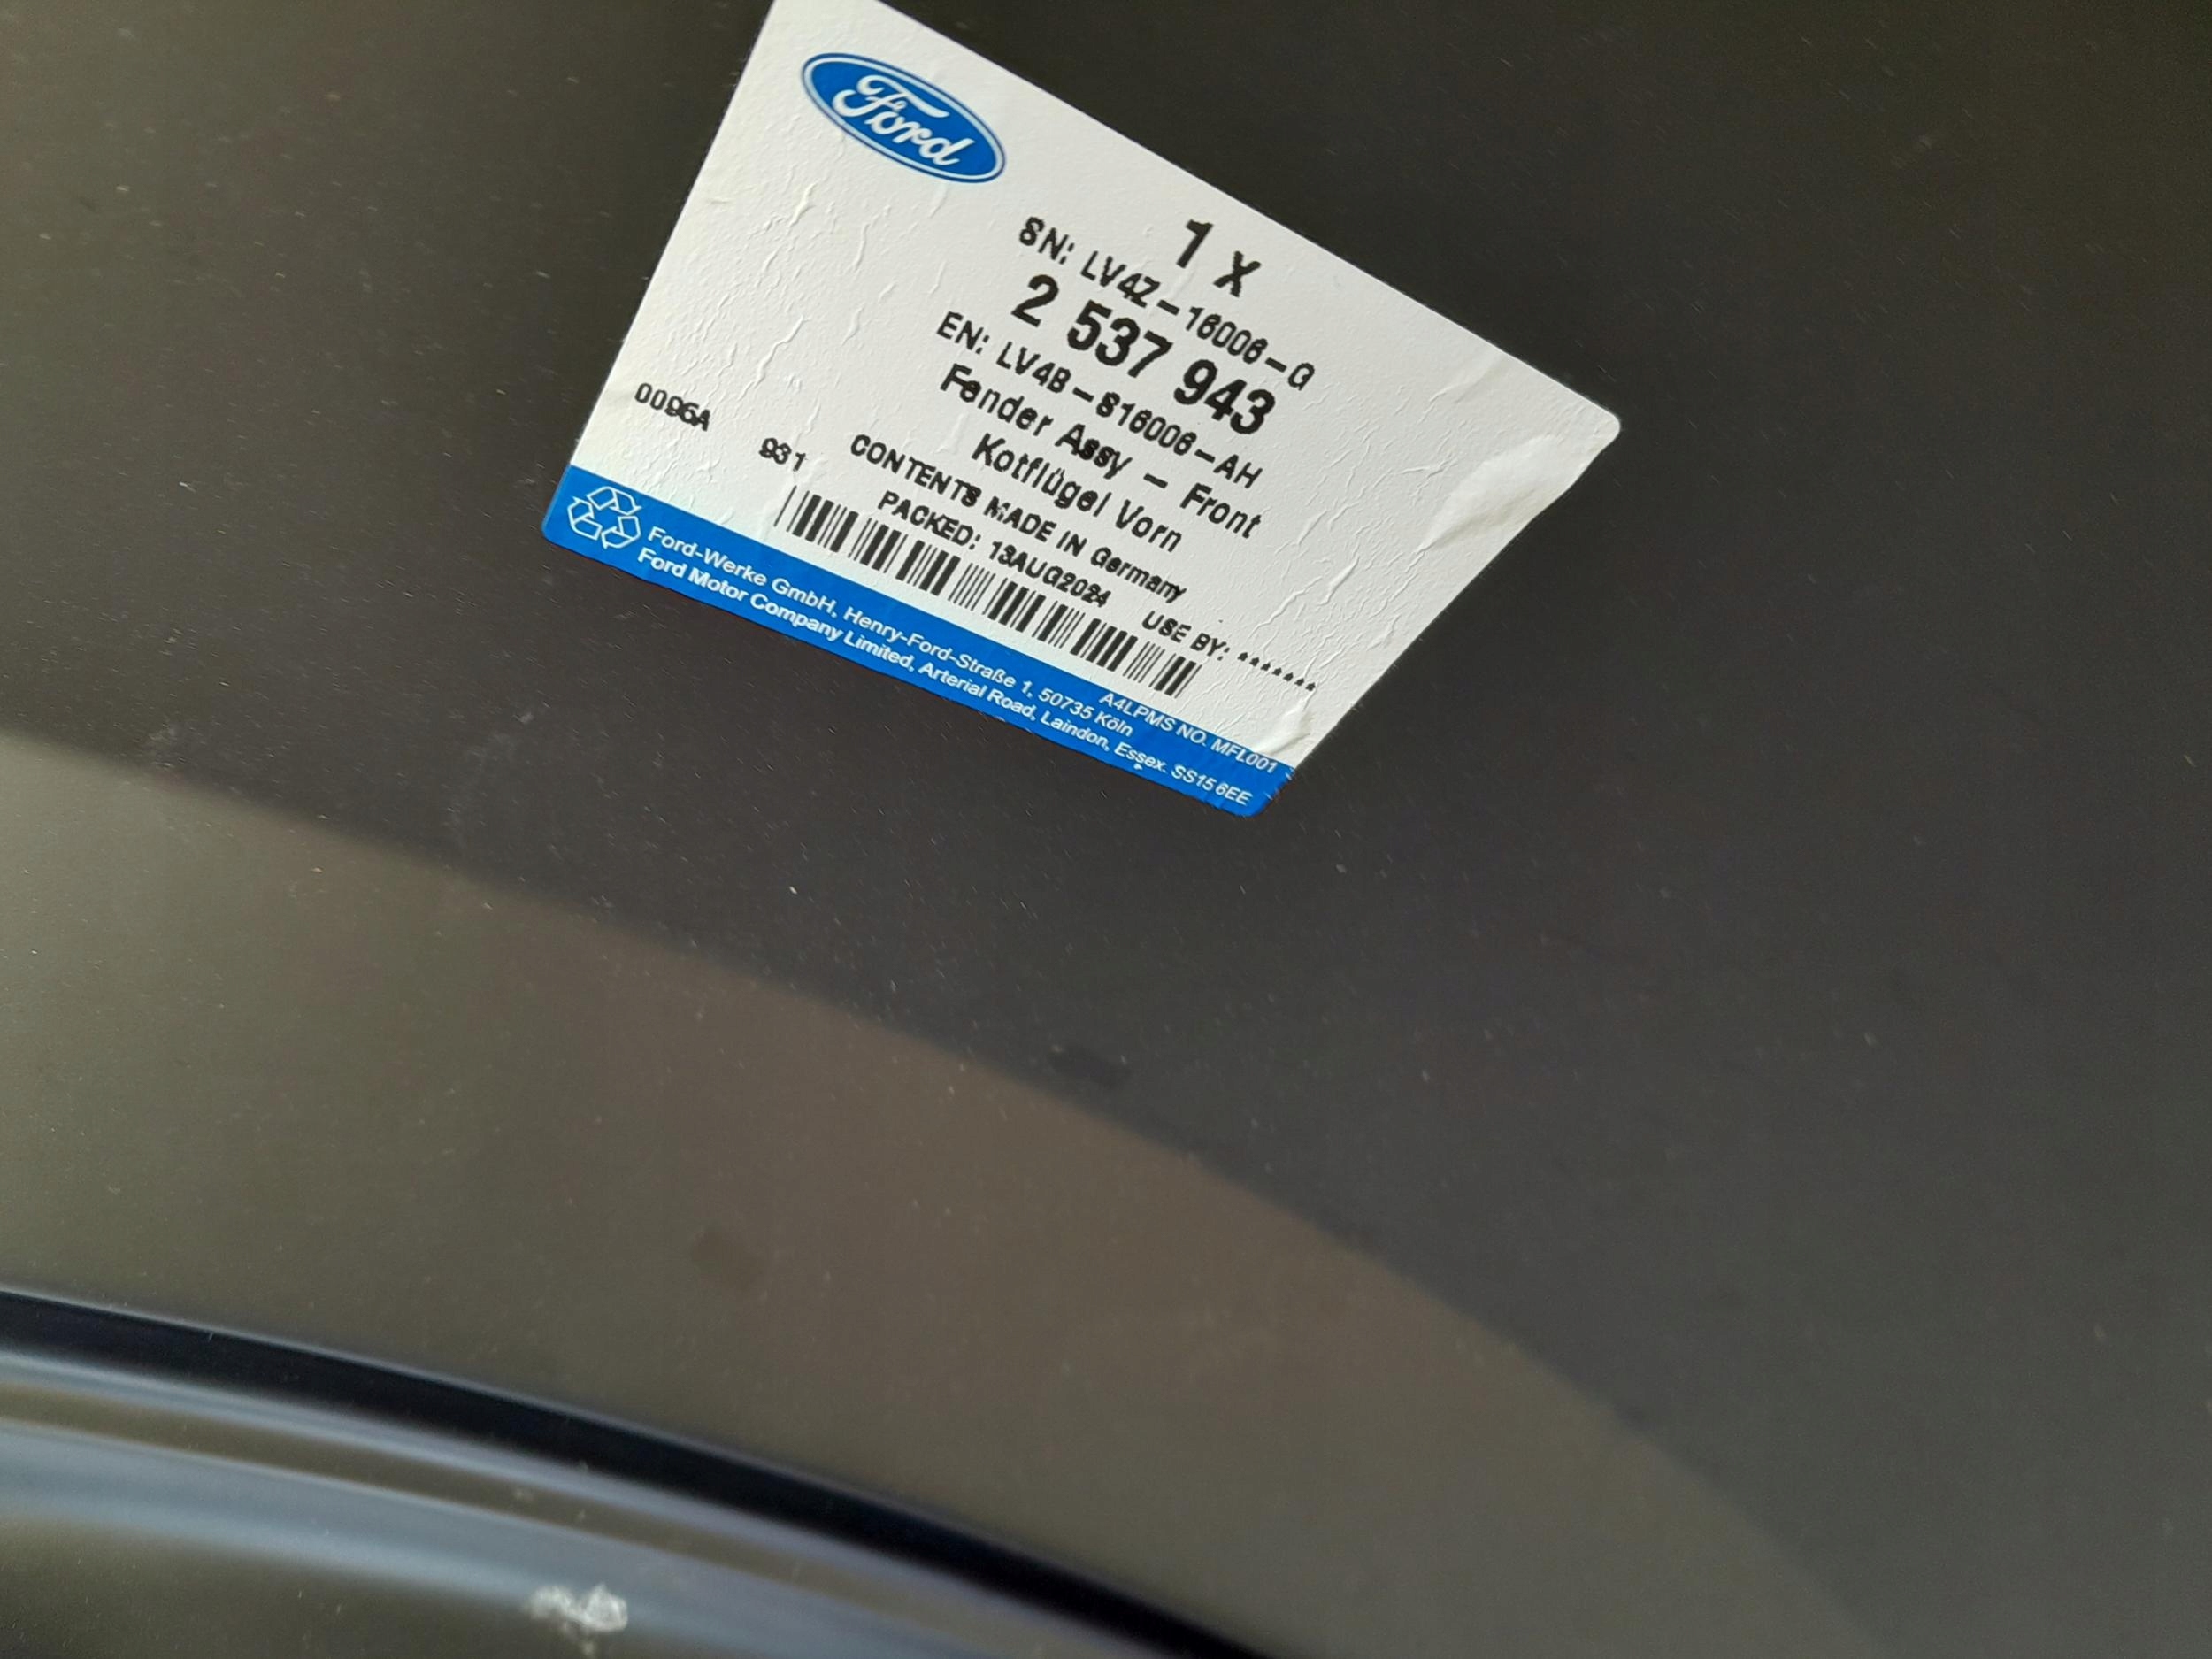 Ford
1 X
SN: LV4Z-16006-G
2 537 943
EN: LV4B-S16006-AH
Fender Assy - Front
Kotflügel Vorn
CONTENTS MADE IN Germany
PACKED: 13AUG2024 USE BY: *******
0096A 931
A4LPMS NO. MFL001
Ford-Werke GmbH, Henry-Ford-Straße 1, 50735 Köln
Ford Motor Company Limited, Arterial Road, Laindon, Essex. SS15 6EE